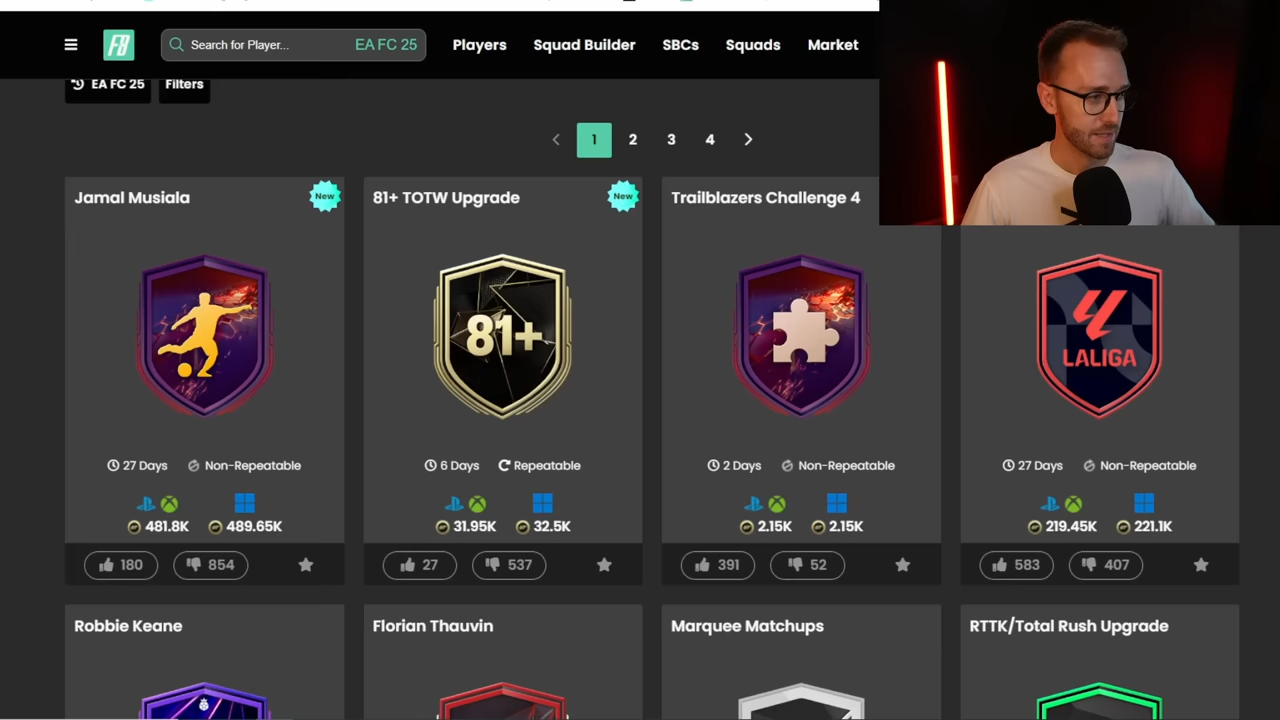 FB
Search for Player...
EA FC 25
Players
Squad Builder
SBCs
Squads
Market
EA FC 25
Filters
1
2
3
4
Jamal Musiala
New
27 Days
Non-Repeatable
481.8K
489.65K
180
854
81+ TOTW Upgrade
New
81+
6 Days
Repeatable
31.95K
32.5K
27
537
Trailblazers Challenge 4
2 Days
Non-Repeatable
2.15K
2.15K
391
52
LALIGA
27 Days
Non-Repeatable
219.45K
221.1K
583
407
Robbie Keane
Florian Thauvin
Marquee Matchups
RTTK/Total Rush Upgrade